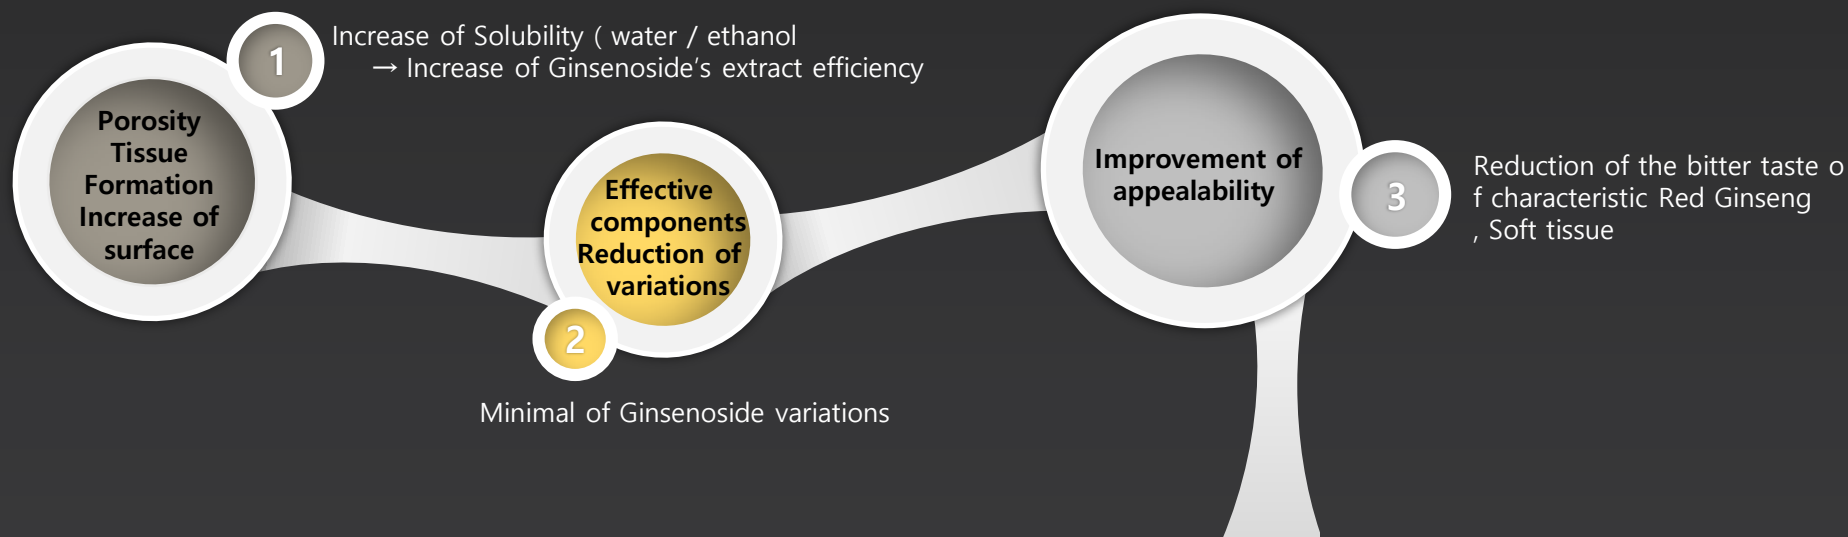 1
Increase of Solubility ( water / ethanol
→ Increase of Ginsenoside's extract efficiency
Porosity
Tissue
Formation
Increase of
surface
Effective
components
Reduction of
variations
2
Minimal of Ginsenoside variations
Improvement of
appealability
3
Reduction of the bitter taste o
f characteristic Red Ginseng
, Soft tissue